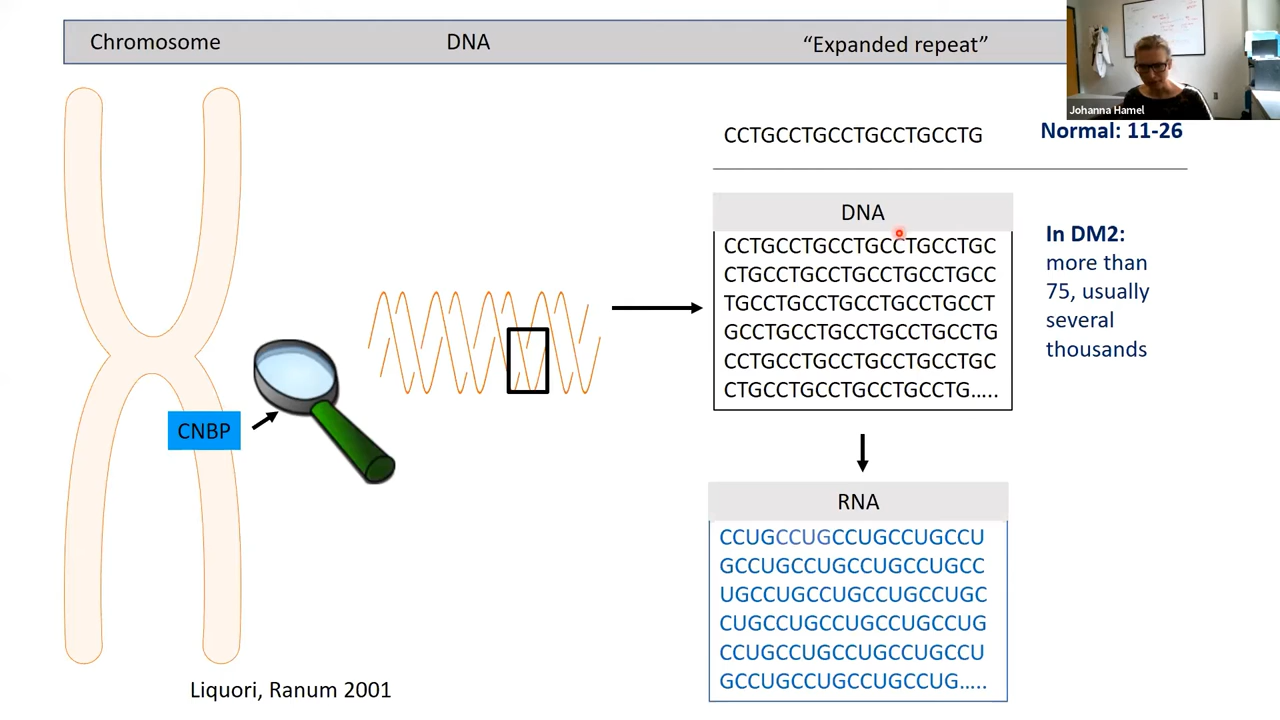 Chromosome
DNA
“Expanded repeat”
Johanna Hamel
CCTGCCTGCCTGCCTGCCTG
Normal: 11-26
DNA
CCTGCCTGCCTGCCTGCCTGC
CTGCCTGCCTGCCTGCCTGCC
TGCCTGCCTGCCTGCCTGCCT
GCCTGCCTGCCTGCCTGCCTG
CCTGCCTGCCTGCCTGCCTGC
CTGCCTGCCTGCCTGCCTG.....
In DM2:
more than
75, usually
several
thousands
CNBP
RNA
CCUGCCUGCCUGCCUGCCU
GCCUGCCUGCCUGCCUGCC
UGCCUGCCUGCCUGCCUGC
CUGCCUGCCUGCCUGCCUG
CCUGCCUGCCUGCCUGCCU
GCCUGCCUGCCUGCCUG.....
Liquori, Ranum 2001